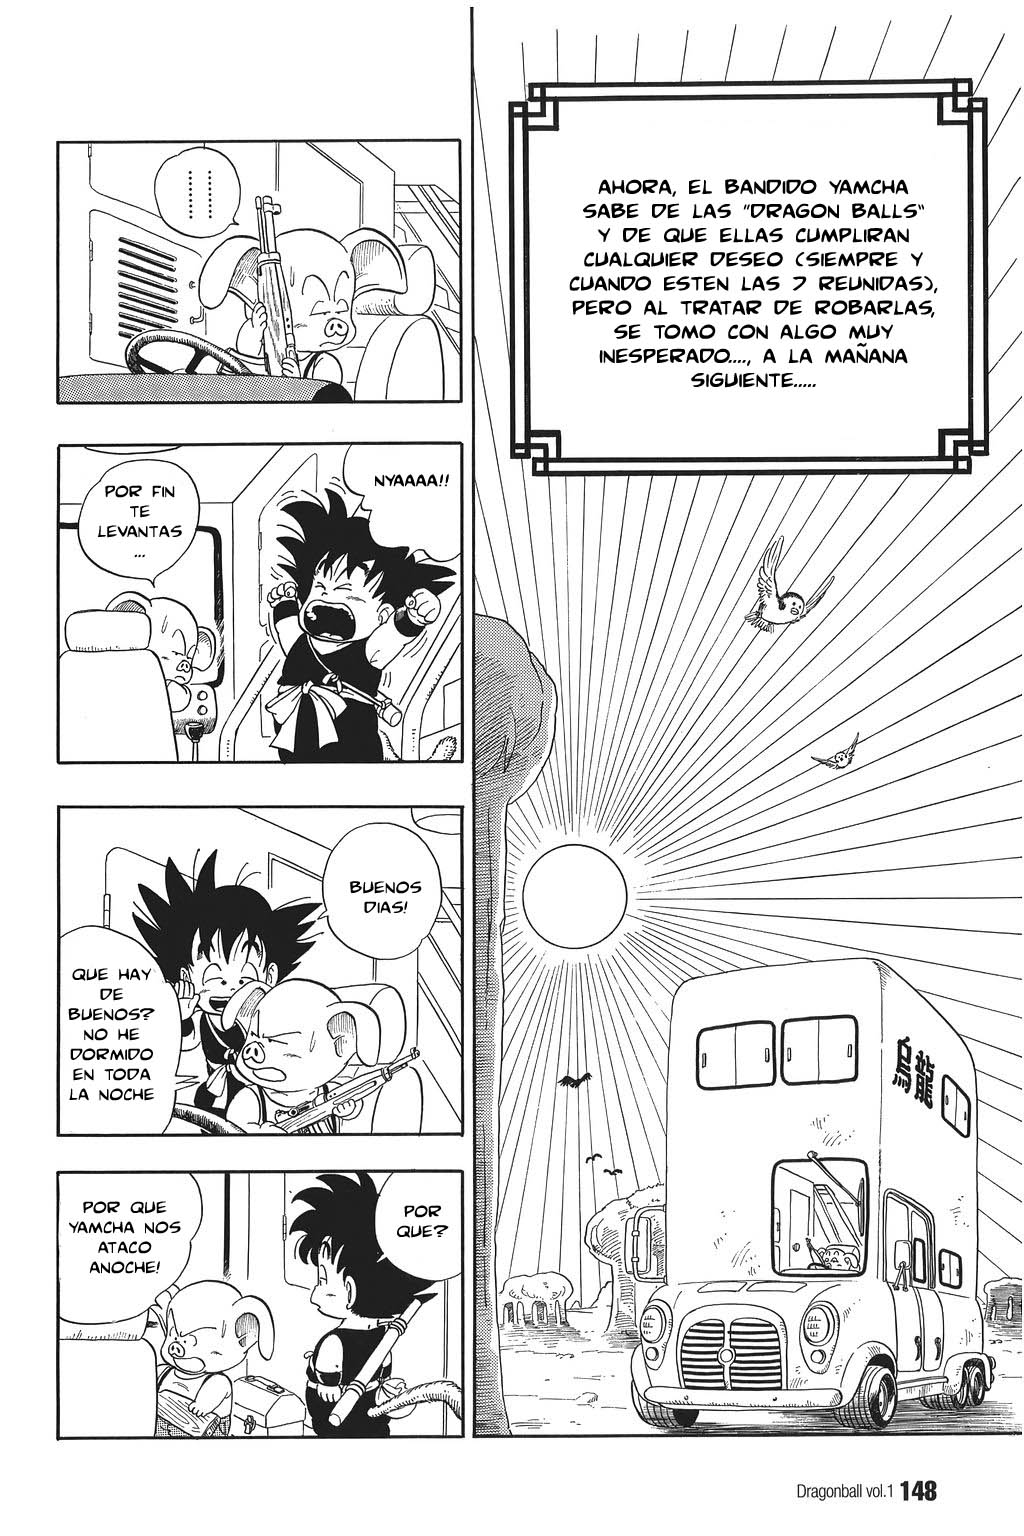 AHORA, EL BANDIDO YAMCHA
SABE DE LAS "DRAGON BALLS"
Y DE QUE ELLAS CUMPLIRAN
CUALQUIER DESEO (SIEMPRE Y
CUANDO ESTEN LAS 7 REUNIDAS),
PERO AL TRATAR DE ROBARLAS,
SE TOMO CON ALGO MUY
INESPERADO...., A LA MAÑANA
SIGUIENTE.....
烏龍
NYAAAA!!
POR FIN
TE
LEVANTAS
...
BUENOS
DIAS!
QUE HAY
DE
BUENOS?
NO HE
DORMIDO
EN TODA
LA NOCHE
POR
QUE?
POR QUE
YAMCHA NOS
ATACO
ANOCHE!
Dragonball vol.1 148